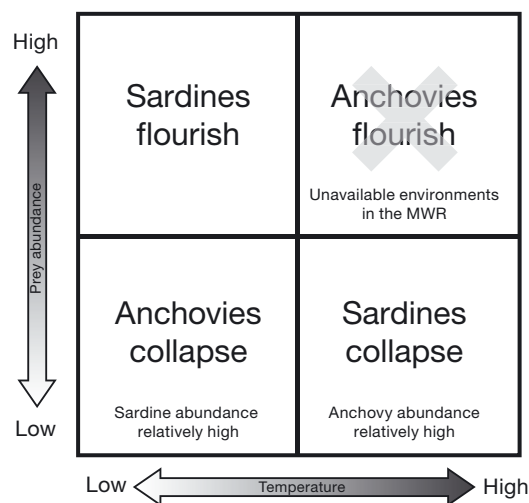 High
Sardines
flourish
Anchovies
flourish
Unavailable environments
in the MWR
Prey abundance
Anchovies
collapse
Sardine abundance
relatively high
Sardines
collapse
Anchovy abundance
relatively high
Low
Low
Temperature
High